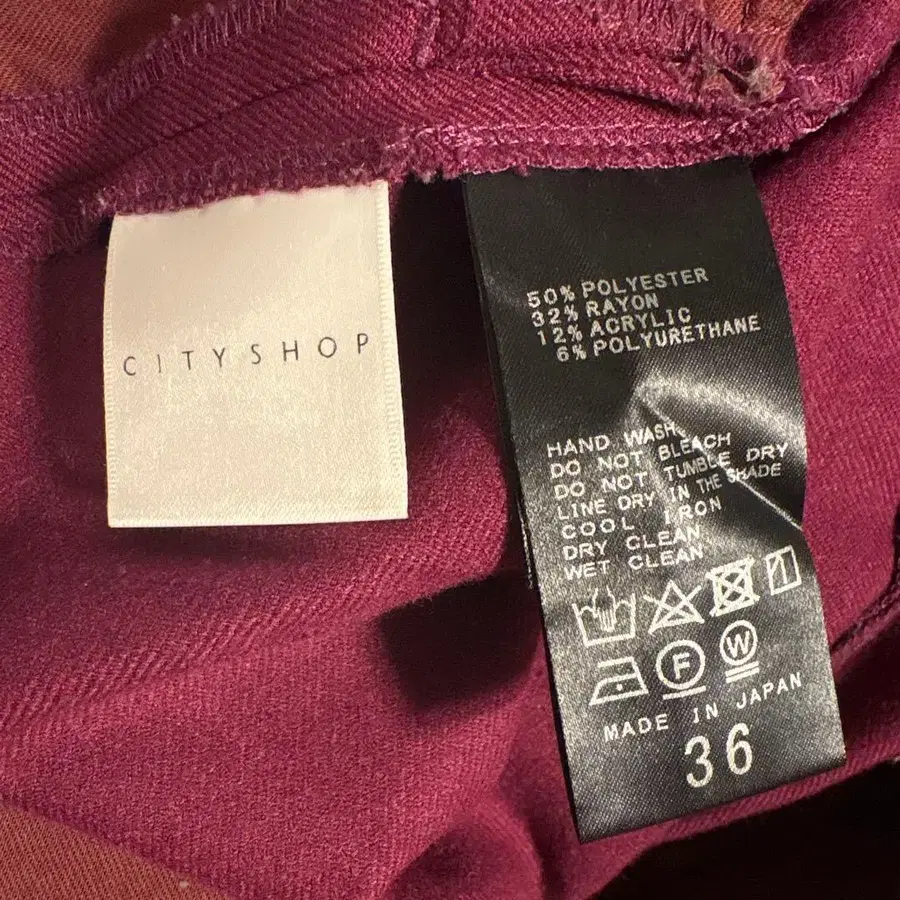 CITYSHOP
50% POLYESTER
32% RAYON
12% ACRYLIC
6% POLYURETHANE
HAND WASH
DO NOT BLEACH
DO NOT TUMBLE DRY
LINE DRY IN THE SHADE
COOL IRON
DRY CLEAN
WET CLEAN
F W
MADE IN JAPAN
36